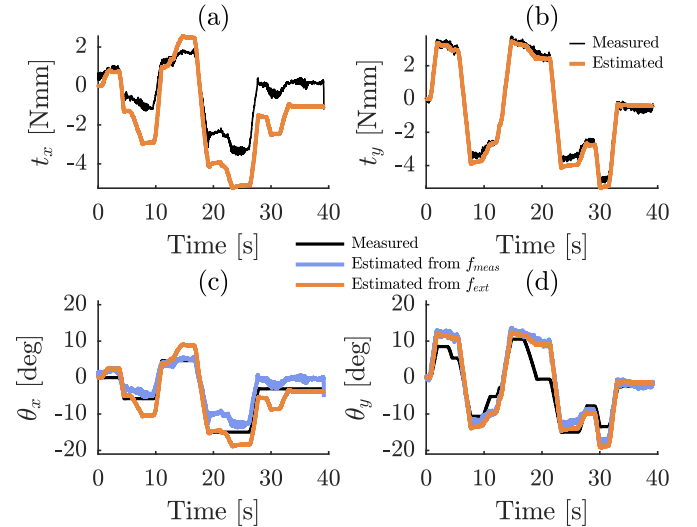 (a)
(b)
2
0
-2
-4
t_x [Nmm]
0 10 20 30 40
Time [s]
2
0
-2
-4
t_y [Nmm]
0 10 20 30 40
Time [s]
Measured
Estimated
Measured
Estimated from f_meas
Estimated from f_ext
(c)
(d)
20
10
0
-10
-20
θ_x [deg]
0 10 20 30 40
Time [s]
20
10
0
-10
-20
θ_y [deg]
0 10 20 30 40
Time [s]